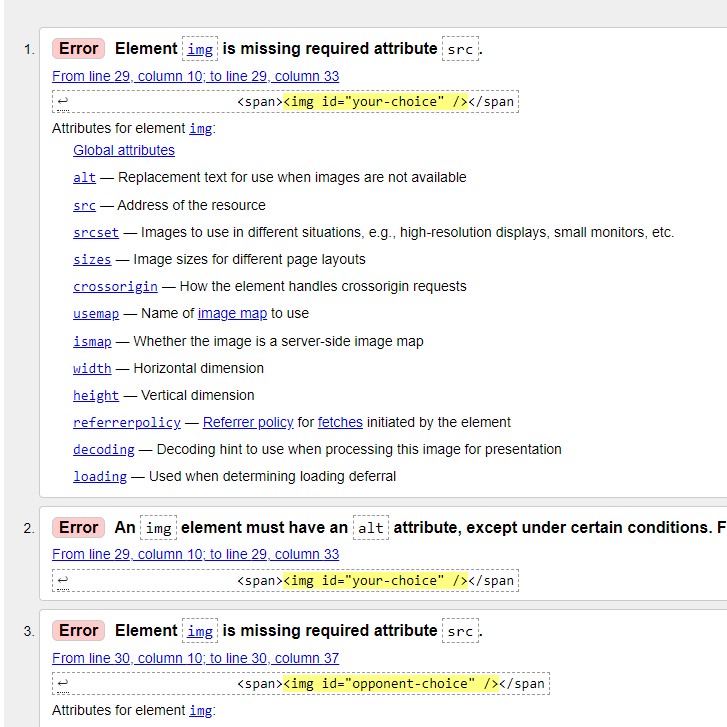 1. Error Element img is missing required attribute src.
From line 29, column 10; to line 29, column 33
↩ <span><img id="your-choice" /></span
Attributes for element img:
Global attributes
alt — Replacement text for use when images are not available
src — Address of the resource
srcset — Images to use in different situations, e.g., high-resolution displays, small monitors, etc.
sizes — Image sizes for different page layouts
crossorigin — How the element handles crossorigin requests
usemap — Name of image map to use
ismap — Whether the image is a server-side image map
width — Horizontal dimension
height — Vertical dimension
referrerpolicy — Referrer policy for fetches initiated by the element
decoding — Decoding hint to use when processing this image for presentation
loading — Used when determining loading deferral
2. Error An img element must have an alt attribute, except under certain conditions. F
From line 29, column 10; to line 29, column 33
↩ <span><img id="your-choice" /></span
3. Error Element img is missing required attribute src.
From line 30, column 10; to line 30, column 37
↩ <span><img id="opponent-choice" /></span
Attributes for element img: